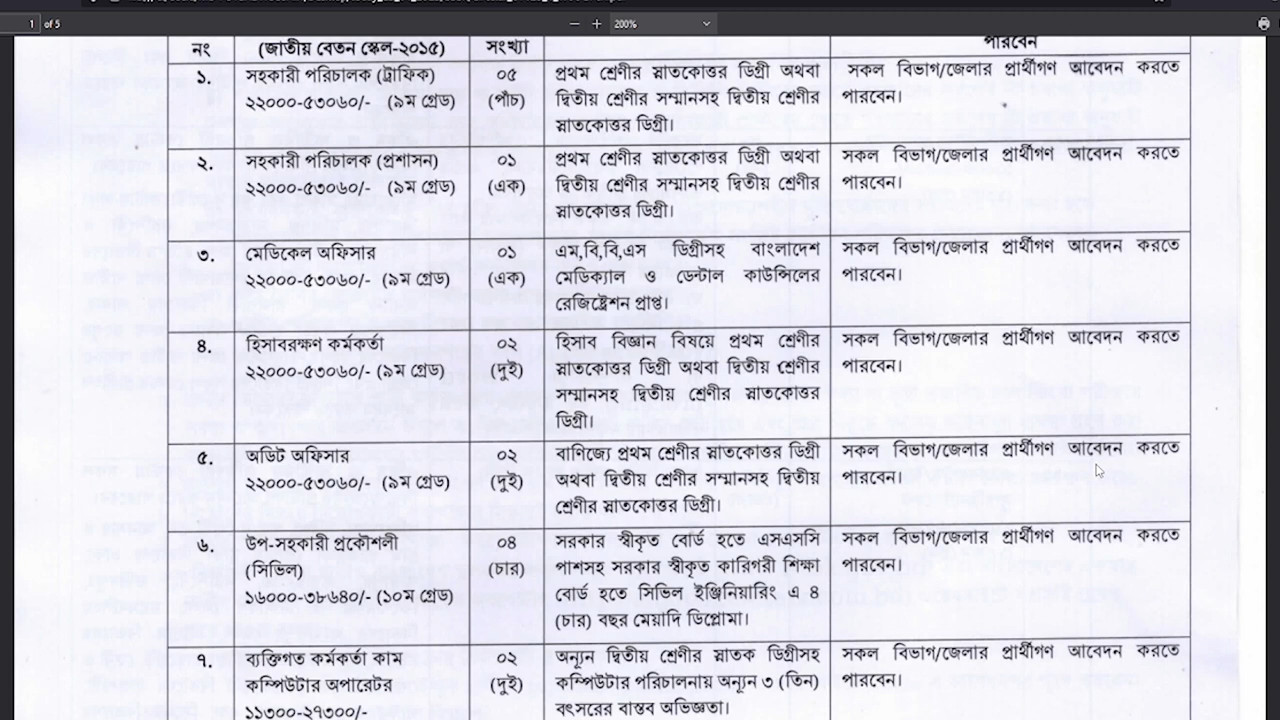 1 of 5
200%
নং
(জাতীয় বেতন স্কেল-২০১৫)
সংখ্যা
পারবেন
১.
সহকারী পরিচালক (ট্রাফিক)
২২০০০-৫৩০৬০/- (৯ম গ্রেড)
০৫
(পাঁচ)
প্রথম শ্রেণীর স্নাতকোত্তর ডিগ্রী অথবা
দ্বিতীয় শ্রেণীর সম্মানসহ দ্বিতীয় শ্রেণীর
স্নাতকোত্তর ডিগ্রী।
সকল বিভাগ/জেলার প্রার্থীগণ আবেদন করতে
পারবেন।
২.
সহকারী পরিচালক (প্রশাসন)
২২০০০-৫৩০৬০/- (৯ম গ্রেড)
০১
(এক)
প্রথম শ্রেণীর স্নাতকোত্তর ডিগ্রী অথবা
দ্বিতীয় শ্রেণীর সম্মানসহ দ্বিতীয় শ্রেণীর
স্নাতকোত্তর ডিগ্রী।
সকল বিভাগ/জেলার প্রার্থীগণ আবেদন করতে
পারবেন।
৩.
মেডিকেল অফিসার
২২০০০-৫৩০৬০/- (৯ম গ্রেড)
০১
(এক)
এম,বি,বি,এস ডিগ্রীসহ বাংলাদেশ
মেডিক্যাল ও ডেন্টাল কাউন্সিলের
রেজিষ্ট্রেশন প্রাপ্ত।
সকল বিভাগ/জেলার প্রার্থীগণ আবেদন করতে
পারবেন।
৪.
হিসাবরক্ষণ কর্মকর্তা
২২০০০-৫৩০৬০/- (৯ম গ্রেড)
০২
(দুই)
হিসাব বিজ্ঞান বিষয়ে প্রথম শ্রেণীর
স্নাতকোত্তর ডিগ্রী অথবা দ্বিতীয় শ্রেণীর
সম্মানসহ দ্বিতীয় শ্রেণীর স্নাতকোত্তর
ডিগ্রী।
সকল বিভাগ/জেলার প্রার্থীগণ আবেদন করতে
পারবেন।
৫.
অডিট অফিসার
২২০০০-৫৩০৬০/- (৯ম গ্রেড)
০২
(দুই)
বাণিজ্যে প্রথম শ্রেণীর স্নাতকোত্তর ডিগ্রী
অথবা দ্বিতীয় শ্রেণীর সম্মানসহ দ্বিতীয়
শ্রেণীর স্নাতকোত্তর ডিগ্রী।
সকল বিভাগ/জেলার প্রার্থীগণ আবেদন করতে
পারবেন।
৬.
উপ-সহকারী প্রকৌশলী
(সিভিল)
১৬০০০-৩৮৬৪০/- (১০ম গ্রেড)
০৪
(চার)
সরকার স্বীকৃত বোর্ড হতে এসএসসি
পাশসহ সরকার স্বীকৃত কারিগরী শিক্ষা
বোর্ড হতে সিভিল ইঞ্জিনিয়ারিং এ ৪
(চার) বছর মেয়াদি ডিপ্লোমা।
সকল বিভাগ/জেলার প্রার্থীগণ আবেদন করতে
পারবেন।
৭.
ব্যক্তিগত কর্মকর্তা কাম
কম্পিউটার অপারেটর
১১৩০০-২৭৩০০/-
০২
(দুই)
অন্যূন দ্বিতীয় শ্রেণীর স্নাতক ডিগ্রীসহ
কম্পিউটার পরিচালনায় অন্যূন ৩ (তিন)
বৎসরের বাস্তব অভিজ্ঞতা।
সকল বিভাগ/জেলার প্রার্থীগণ আবেদন করতে
পারবেন।